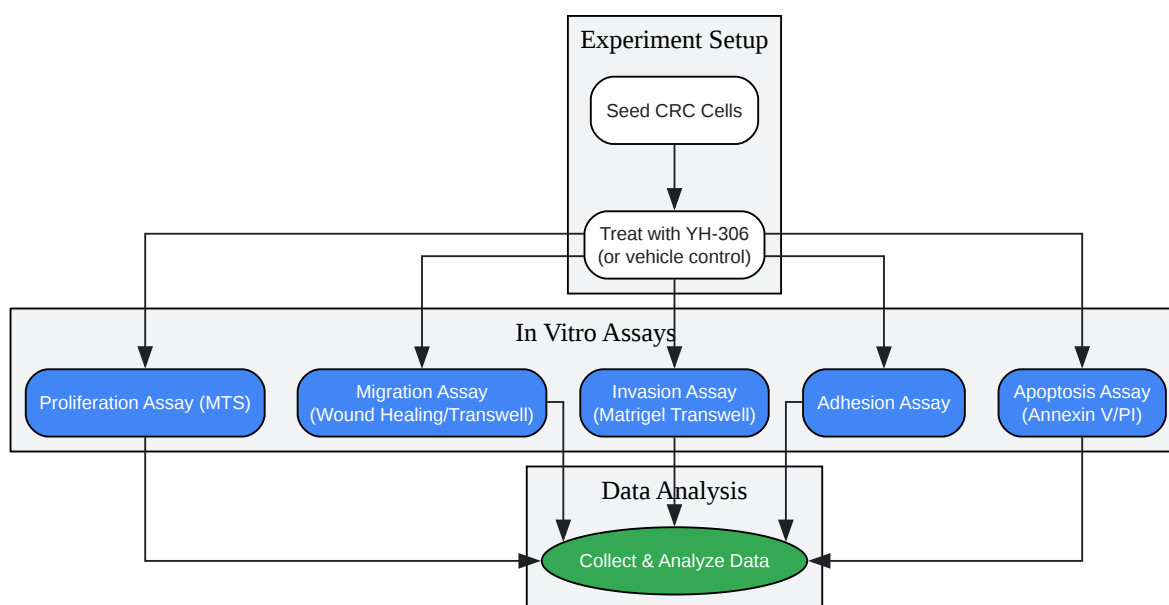 Experiment Setup
Seed CRC Cells
Treat with YH-306
(or vehicle control)
In Vitro Assays
Proliferation Assay (MTS)
Migration Assay
(Wound Healing/Transwell)
Invasion Assay
(Matrigel Transwell)
Adhesion Assay
Apoptosis Assay
(Annexin V/PI)
Data Analysis
Collect & Analyze Data